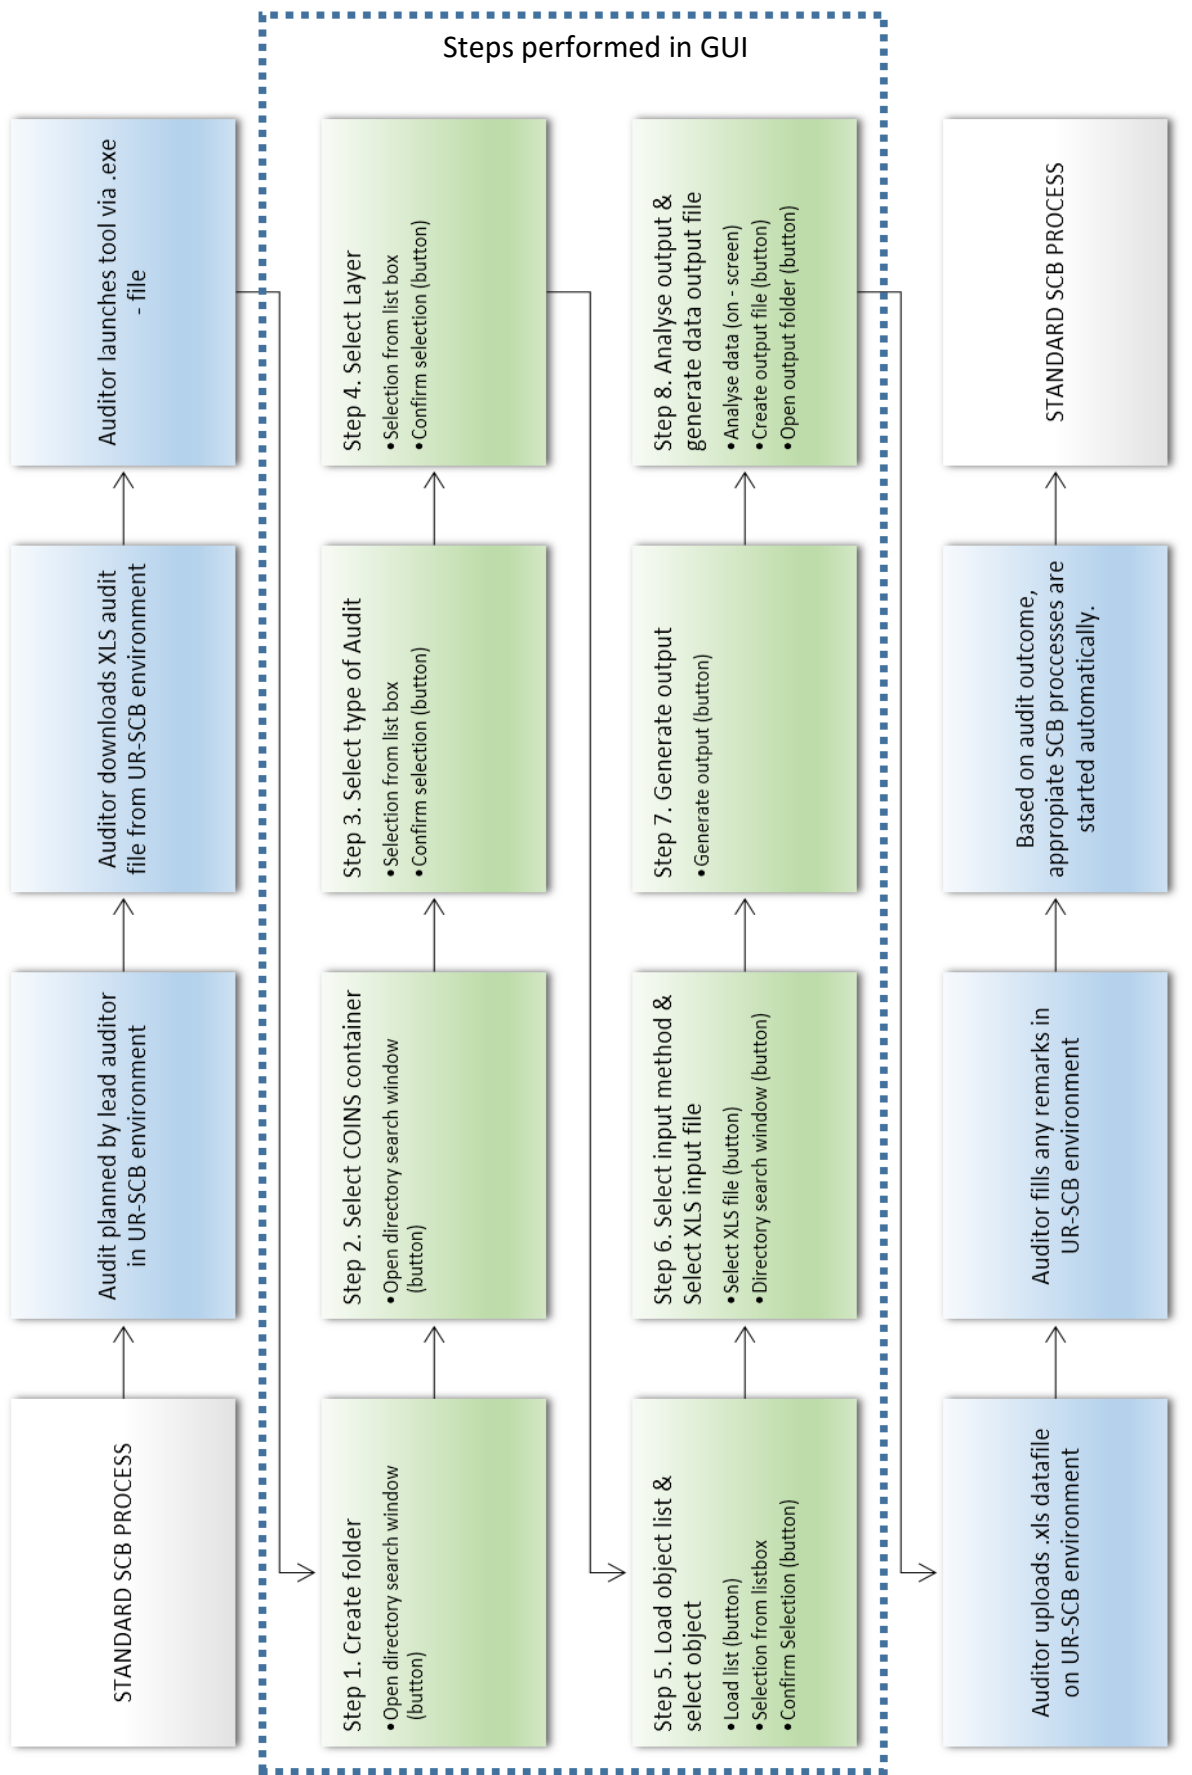 Steps performed in GUI
STANDARD SCB PROCESS
Audit planned by lead auditor
in UR-SCB environment
Auditor downloads XLS audit
file from UR-SCB environment
Auditor launches tool via .exe
- file
Step 1. Create folder
•Open directory search window
(button)
Step 2. Select COINS container
•Open directory search window
(button)
Step 3. Select type of Audit
•Selection from list box
•Confirm selection (button)
Step 4. Select Layer
•Selection from list box
•Confirm selection (button)
Step 5. Load object list &
select object
•Load list (button)
•Selection from listbox
•Confirm Selection (button)
Step 6. Select input method &
Select XLS input file
•Select XLS file (button)
•Directory search window (button)
Step 7. Generate output
•Generate output (button)
Step 8. Analyse output &
generate data output file
•Analyse data (on - screen)
•Create output file (button)
•Open output folder (button)
Auditor uploads .xls datafile
on UR-SCB environment
Auditor fills any remarks in
UR-SCB environment
Based on audit outcome,
appropiate SCB proccesses are
started automatically.
STANDARD SCB PROCESS